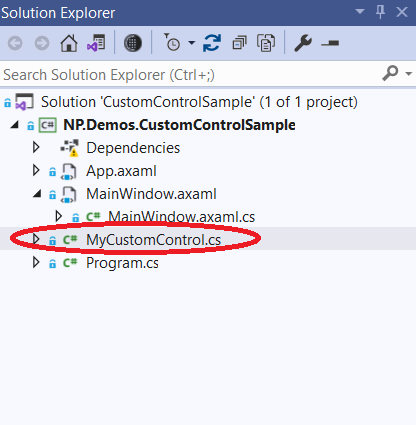 Solution Explorer
Search Solution Explorer (Ctrl+;)
Solution 'CustomControlSample' (1 of 1 project)
C# NP.Demos.CustomControlSample
Dependencies
App.axaml
MainWindow.axaml
C# MainWindow.axaml.cs
C# MyCustomControl.cs
C# Program.cs